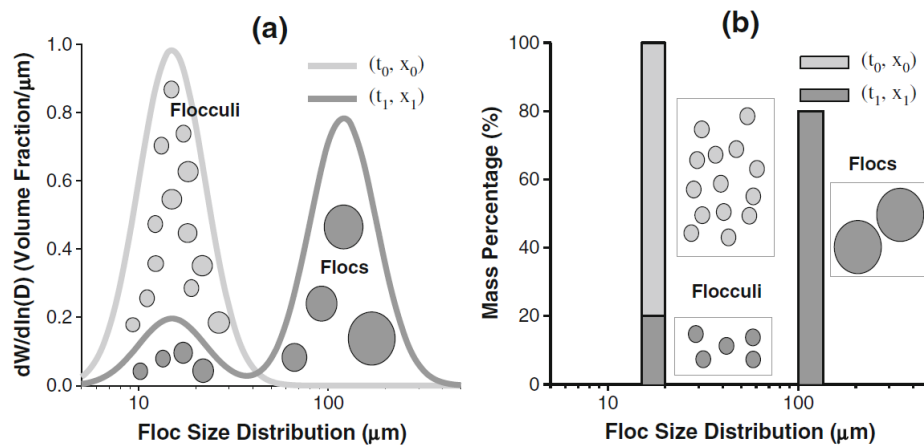 (a)
dW/dln(D) (Volume Fraction/μm)
1.0
0.8
0.6
0.4
0.2
0.0
10
100
Floc Size Distribution (μm)
(t0, x0)
(t1, x1)
Flocculi
Flocs
(b)
Mass Percentage (%)
100
80
60
40
20
0
10
100
Floc Size Distribution (μm)
(t0, x0)
(t1, x1)
Flocs
Flocculi